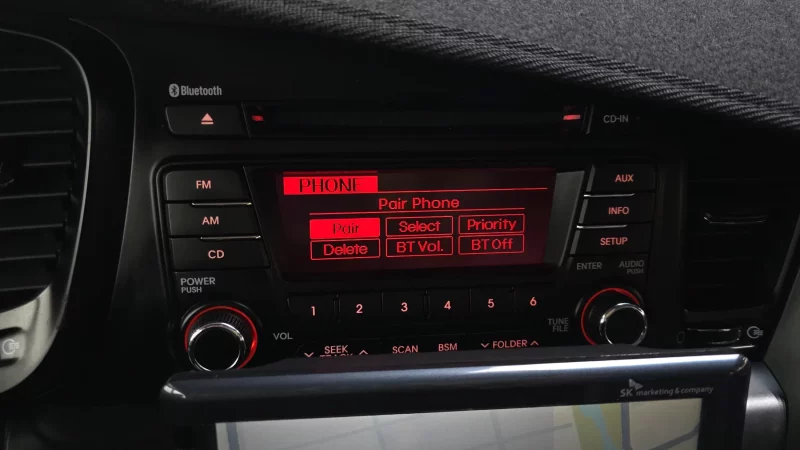 Bluetooth
CD-IN
FM
AM
CD
POWER
PUSH
PHONE
Pair Phone
Pair Select Priority
Delete BT Vol. BT Off
AUX
INFO
SETUP
ENTER AUDIO
PUSH
1 2 3 4 5 6
VOL
TUNE
FILE
SEEK
TRACK
SCAN BSM FOLDER
SK marketing & company